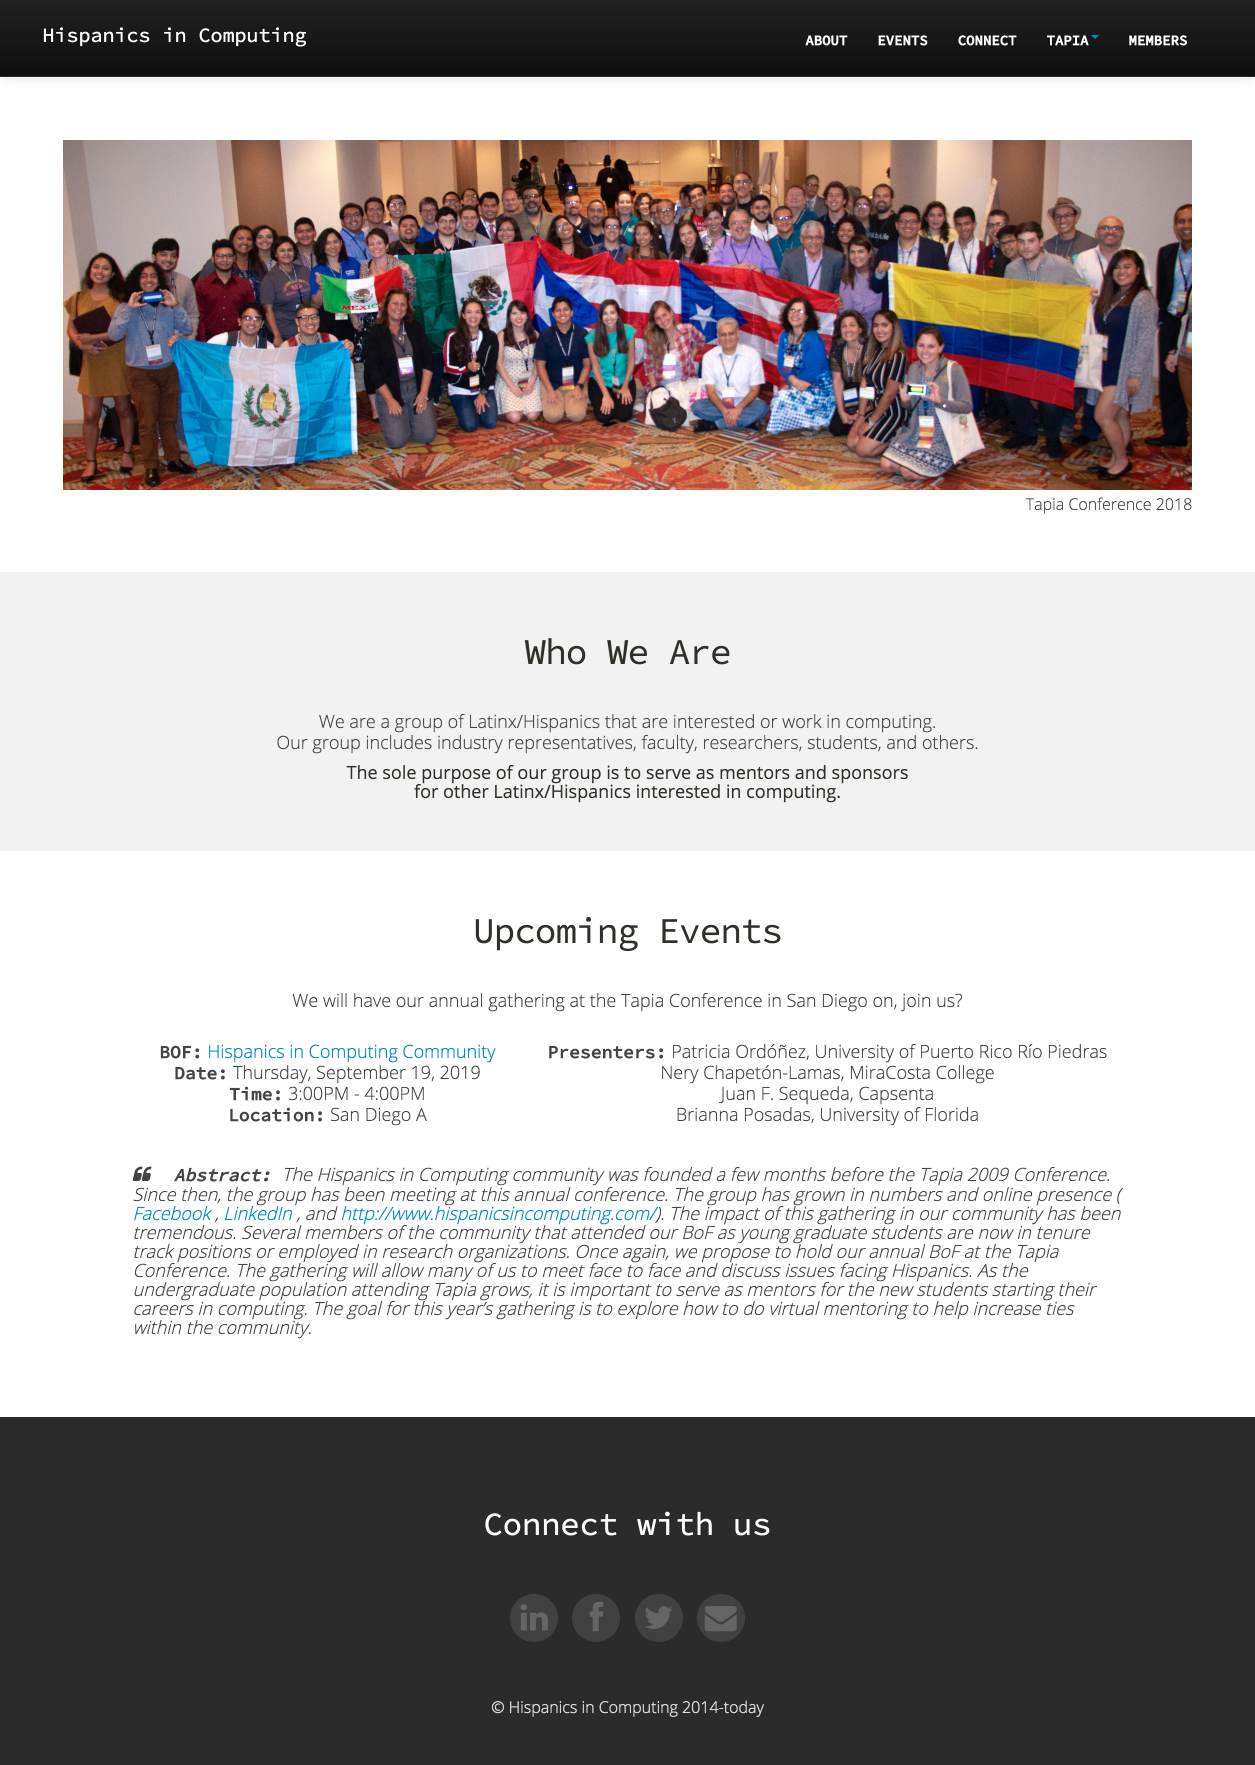 Hispanics in Computing
ABOUT EVENTS CONNECT TAPIA MEMBERS
MEXICO
Tapia Conference 2018
Who We Are
We are a group of Latinx/Hispanics that are interested or work in computing.
Our group includes industry representatives, faculty, researchers, students, and others.
The sole purpose of our group is to serve as mentors and sponsors
for other Latinx/Hispanics interested in computing.
Upcoming Events
We will have our annual gathering at the Tapia Conference in San Diego on, join us?
BOF: Hispanics in Computing Community
Date: Thursday, September 19, 2019
Time: 3:00PM - 4:00PM
Location: San Diego A
Presenters: Patricia Ordóñez, University of Puerto Rico Río Piedras
Nery Chapetón-Lamas, MiraCosta College
Juan F. Sequeda, Capsenta
Brianna Posadas, University of Florida
❝ Abstract: The Hispanics in Computing community was founded a few months before the Tapia 2009 Conference.
Since then, the group has been meeting at this annual conference. The group has grown in numbers and online presence (
Facebook , LinkedIn , and http://www.hispanicsincomputing.com/). The impact of this gathering in our community has been
tremendous. Several members of the community that attended our BoF as young graduate students are now in tenure
track positions or employed in research organizations. Once again, we propose to hold our annual BoF at the Tapia
Conference. The gathering will allow many of us to meet face to face and discuss issues facing Hispanics. As the
undergraduate population attending Tapia grows, it is important to serve as mentors for the new students starting their
careers in computing. The goal for this year’s gathering is to explore how to do virtual mentoring to help increase ties
within the community.
Connect with us
© Hispanics in Computing 2014-today